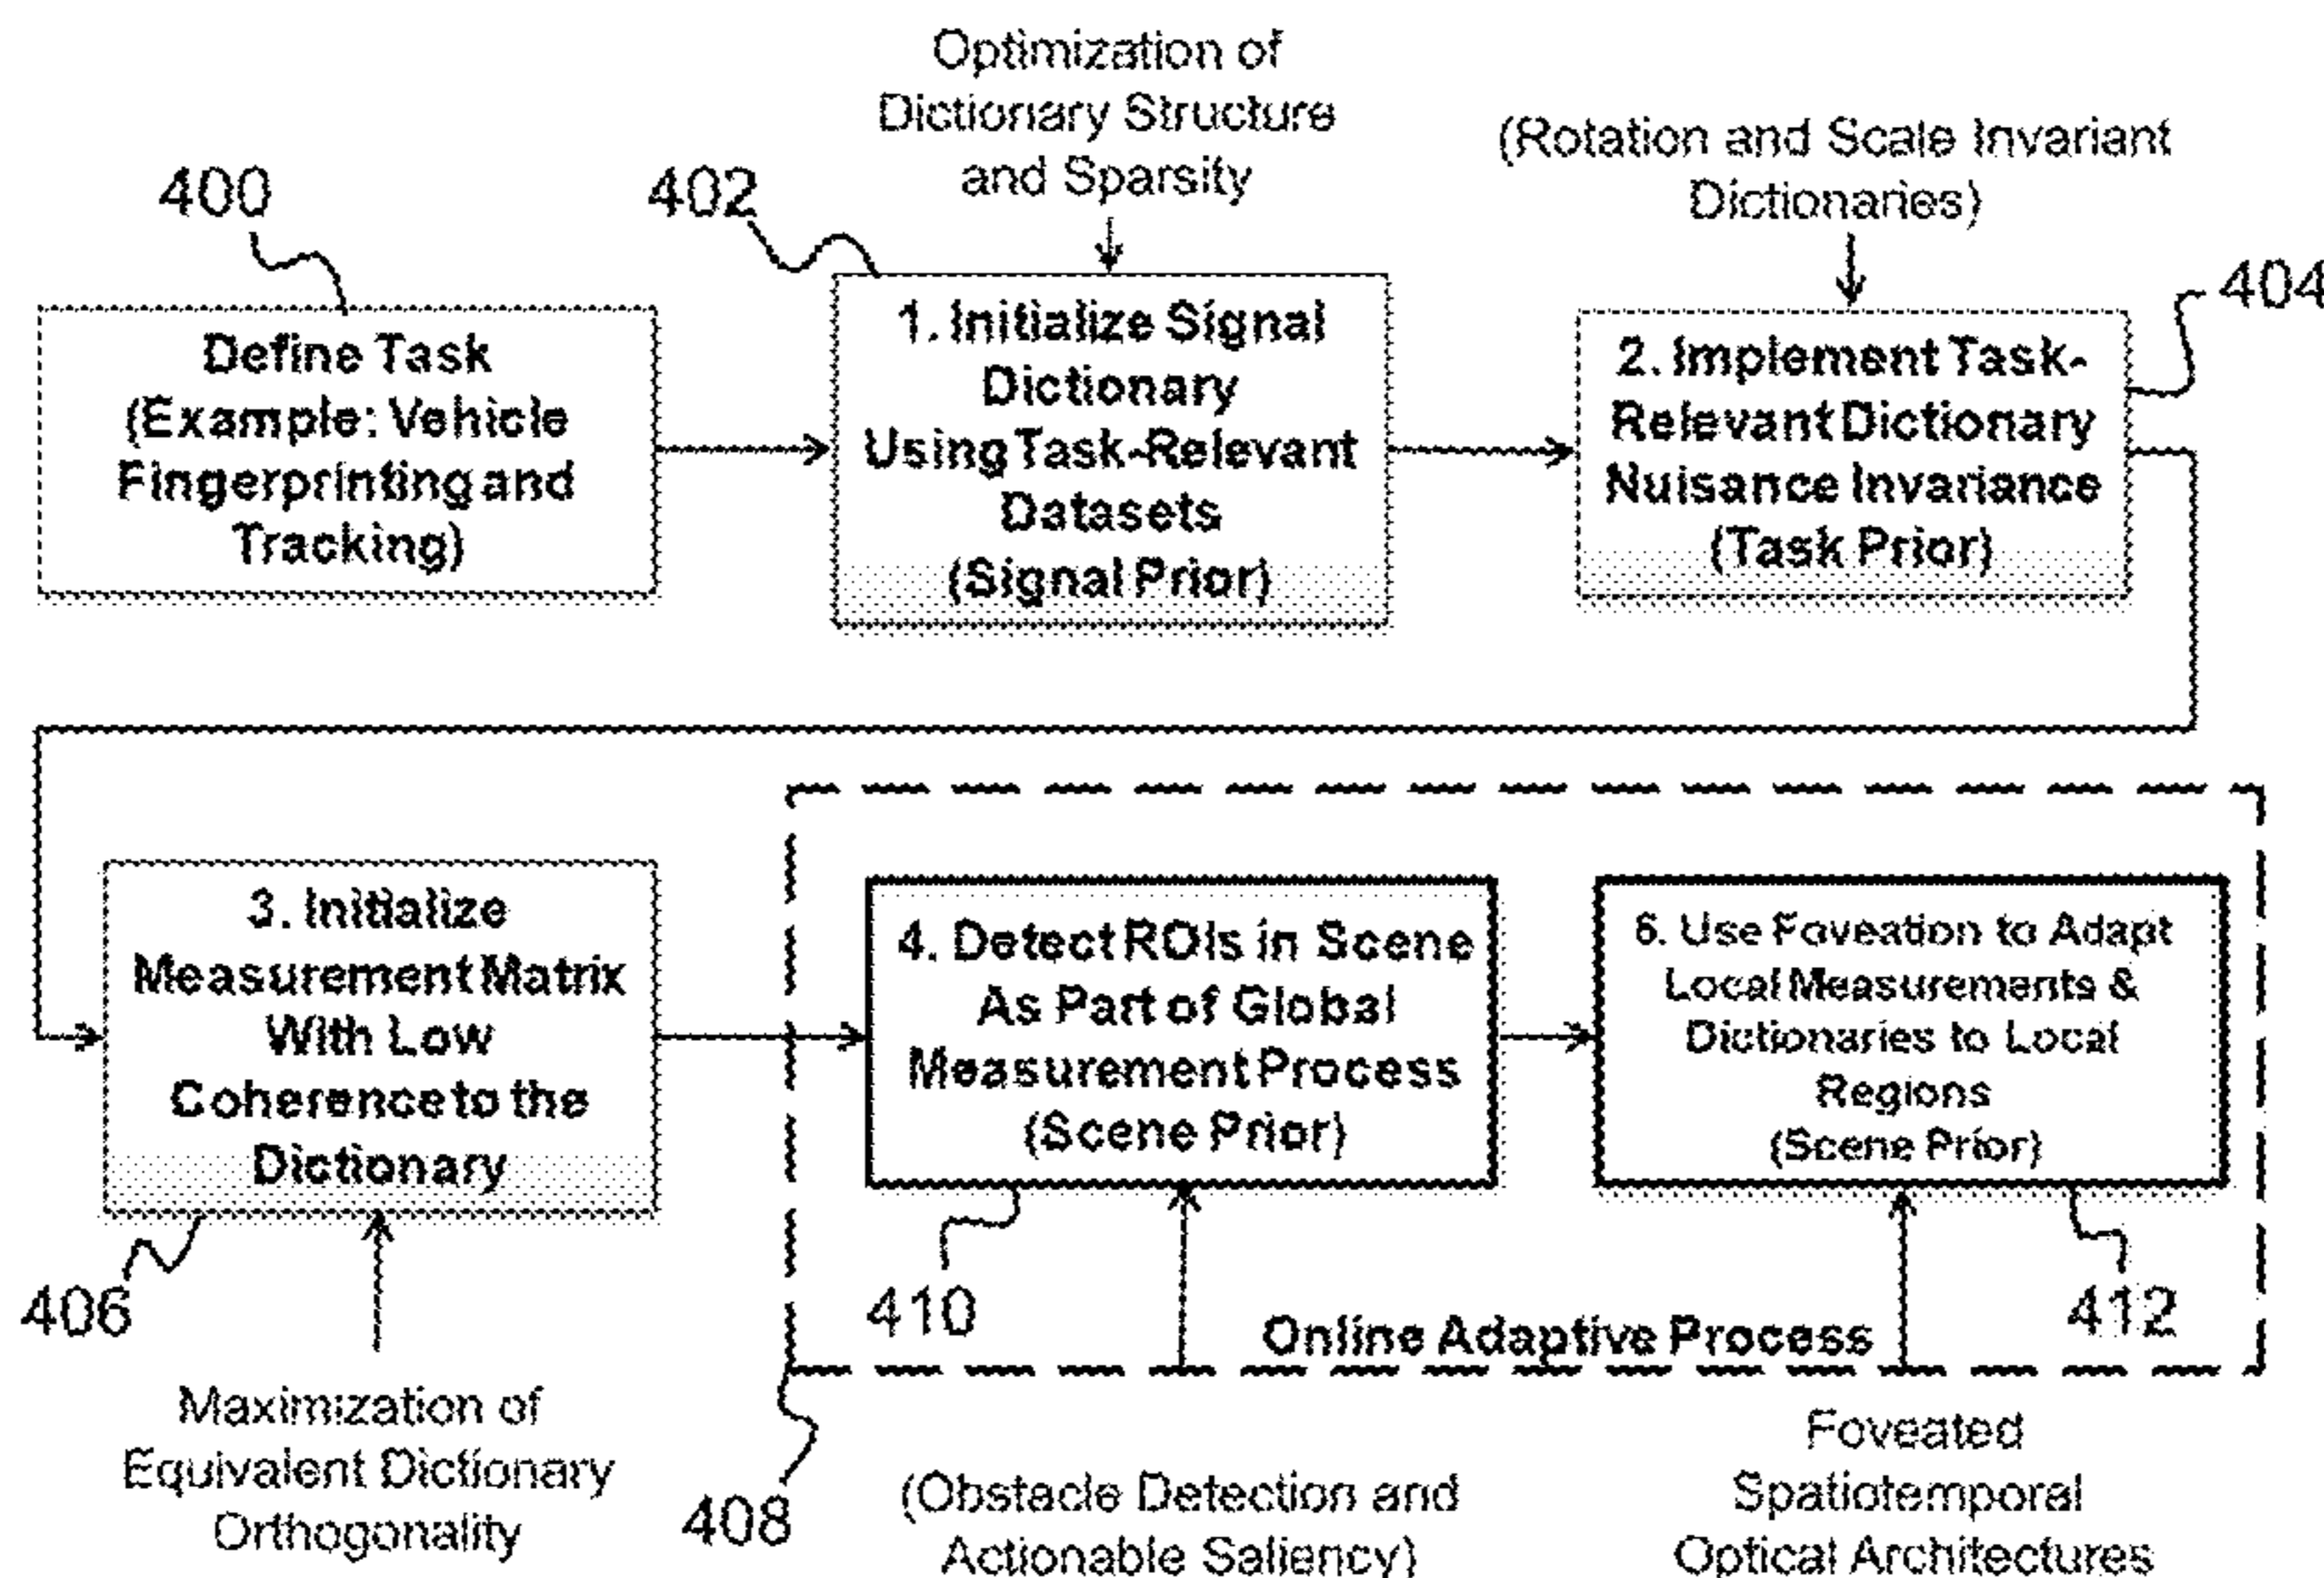 Optimization of
Dictionary Structure
and Sparsity
(Rotation and Scale Invariant
Dictionaries)
400
402
404
Define Task
(Example: Vehicle
Fingerprinting and
Tracking)
1. Initialize Signal
Dictionary
Using Task-Relevant
Datasets
(Signal Prior)
2. Implement Task-
Relevant Dictionary
Nuisance Invariance
(Task Prior)
3. Initialize
Measurement Matrix
With Low
Coherence to the
Dictionary
4. Detect ROIs in Scene
As Part of Global
Measurement Process
(Scene Prior)
5. Use Foveation to Adapt
Local Measurements &
Dictionaries to Local
Regions
(Scene Prior)
406
410
412
Online Adaptive Process
408
Maximization of
Equivalent Dictionary
Orthogonality
(Obstacle Detection and
Actionable Saliency)
Foveated
Spatiotemporal
Optical Architectures